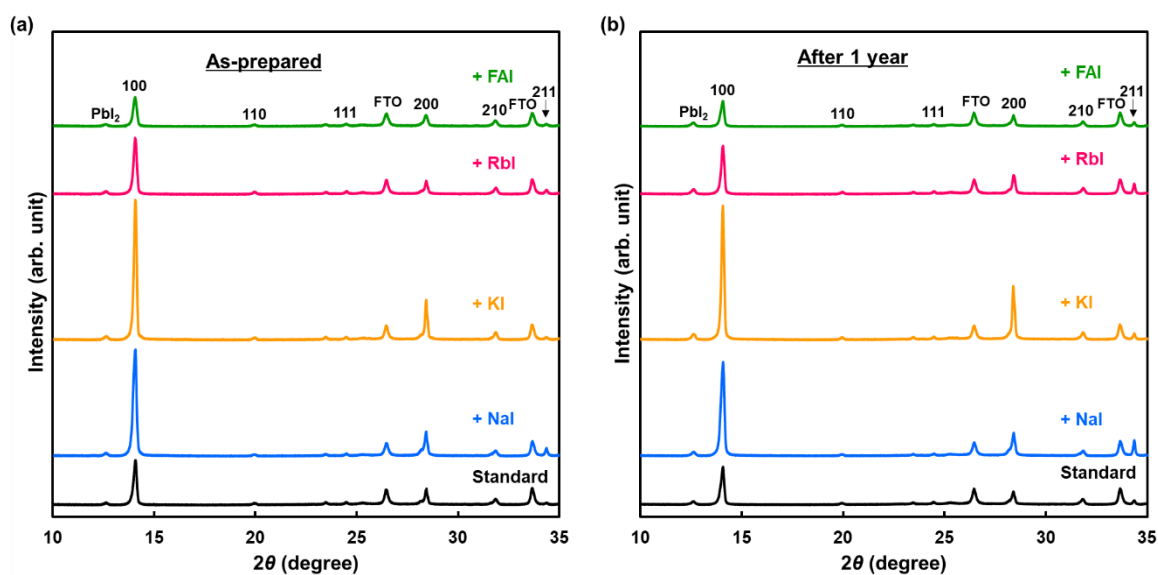 (a)
As-prepared
+ FAI
PbI₂ 100 110 111 FTO 200 210 FTO 211
+ RbI
+ KI
+ NaI
Standard
Intensity (arb. unit)
10 15 20 25 30 35
2θ (degree)
(b)
After 1 year
+ FAI
PbI₂ 100 110 111 FTO 200 210 FTO 211
+ RbI
+ KI
+ NaI
Standard
Intensity (arb. unit)
10 15 20 25 30 35
2θ (degree)